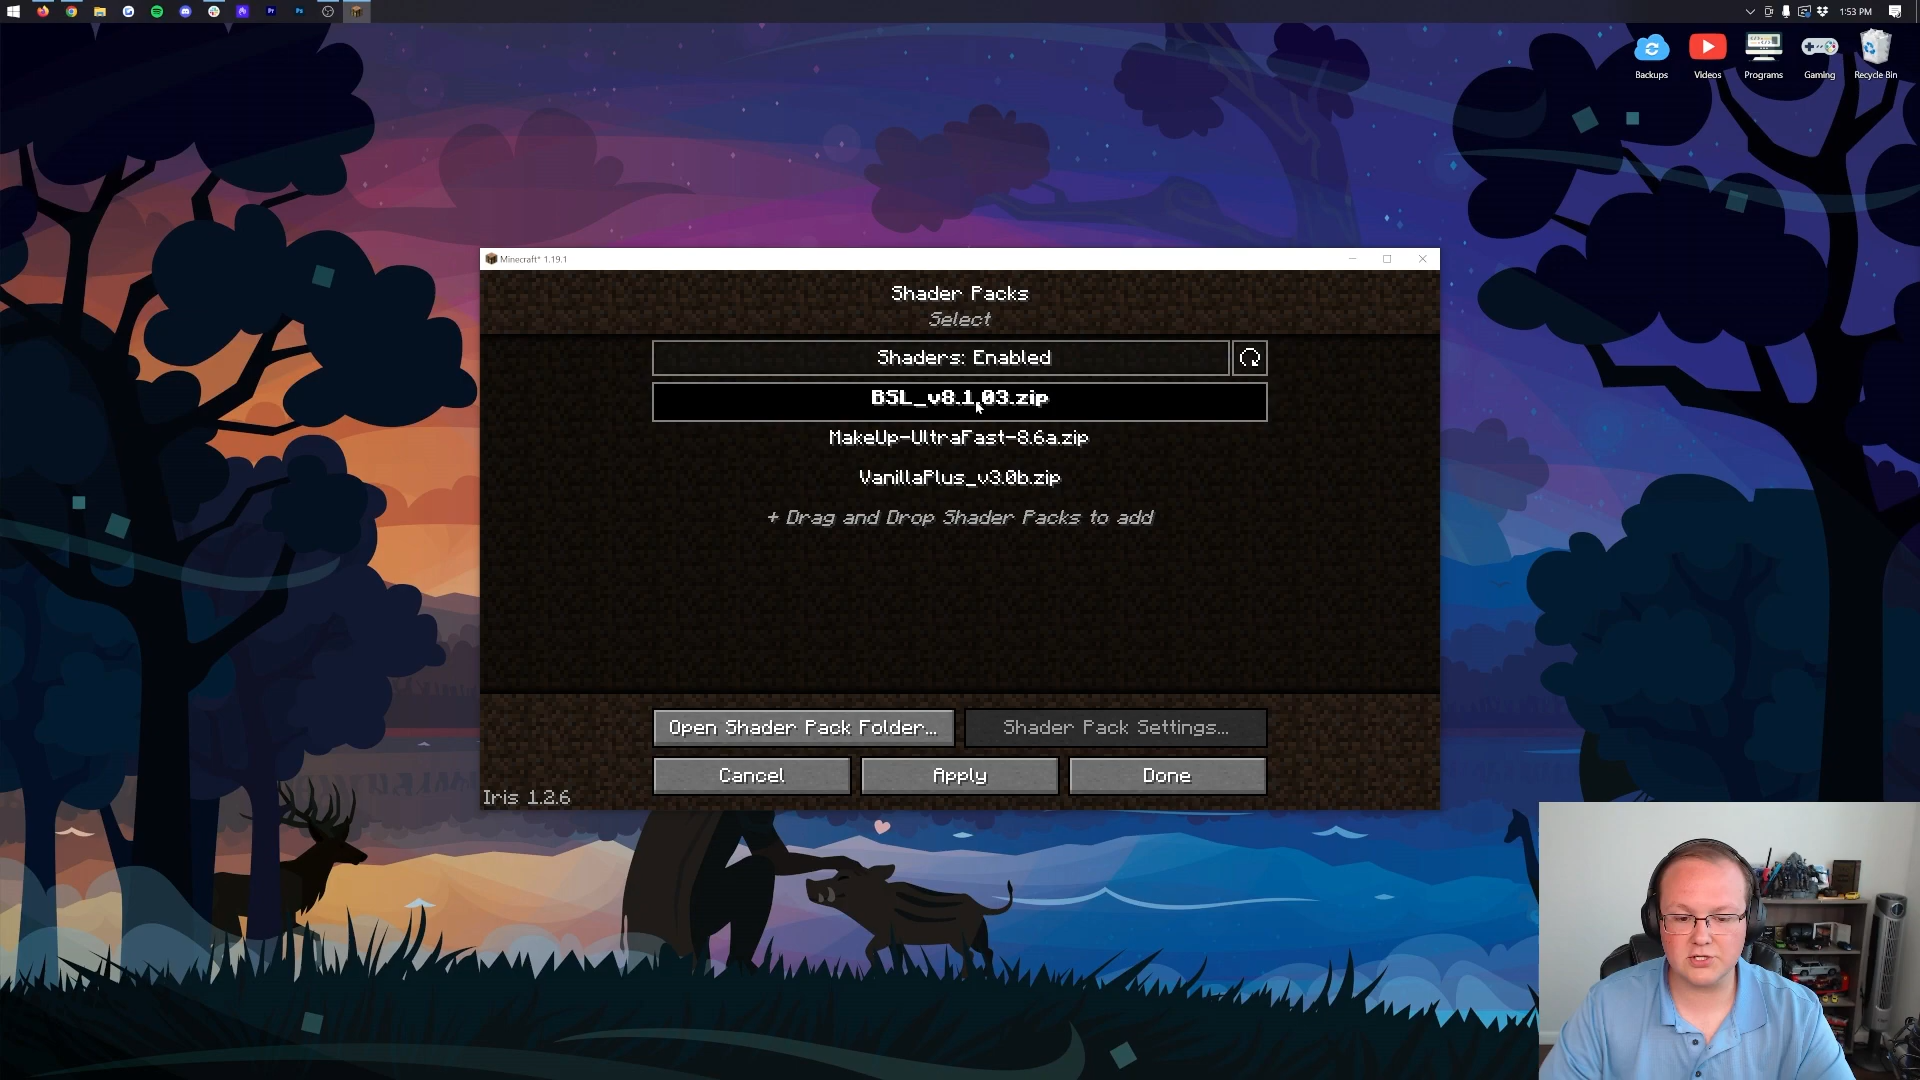 1:53 PM
Backups
Videos
Programs
Gaming
Recycle Bin
Minecraft* 1.19.1
Shader Packs
Select
Shaders: Enabled
BSL_v8.1.03.zip
MakeUp-UltraFast-8.6a.zip
VanillaPlus_v3.0b.zip
+ Drag and Drop Shader Packs to add
Open Shader Pack Folder...
Shader Pack Settings...
Cancel
Apply
Done
Iris 1.2.6